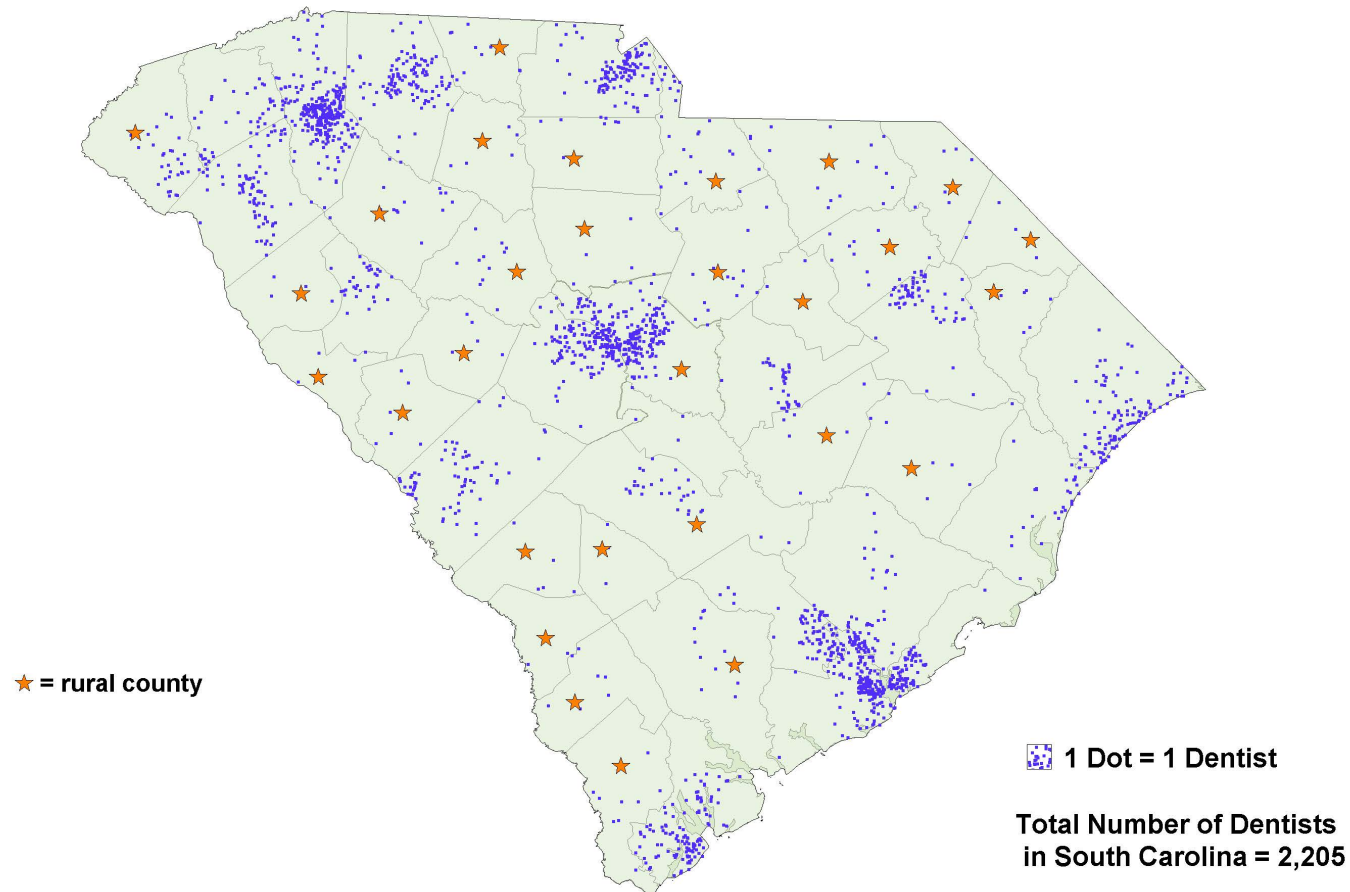 = rural county
1 Dot = 1 Dentist
Total Number of Dentists
in South Carolina = 2,205